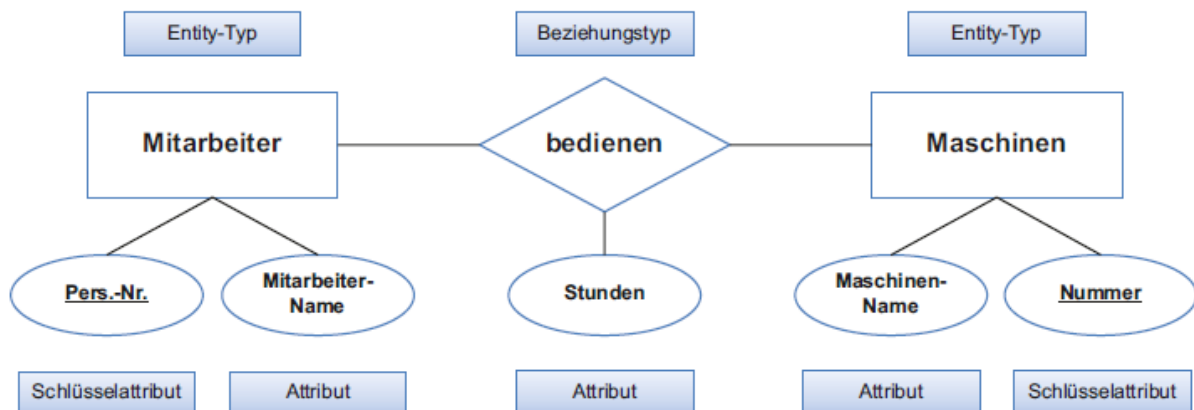 Entity-Typ
Beziehungstyp
Entity-Typ
Mitarbeiter
bedienen
Maschinen
Pers.-Nr.
Mitarbeiter-
Name
Stunden
Maschinen-
Name
Nummer
Schlüsselattribut
Attribut
Attribut
Attribut
Schlüsselattribut